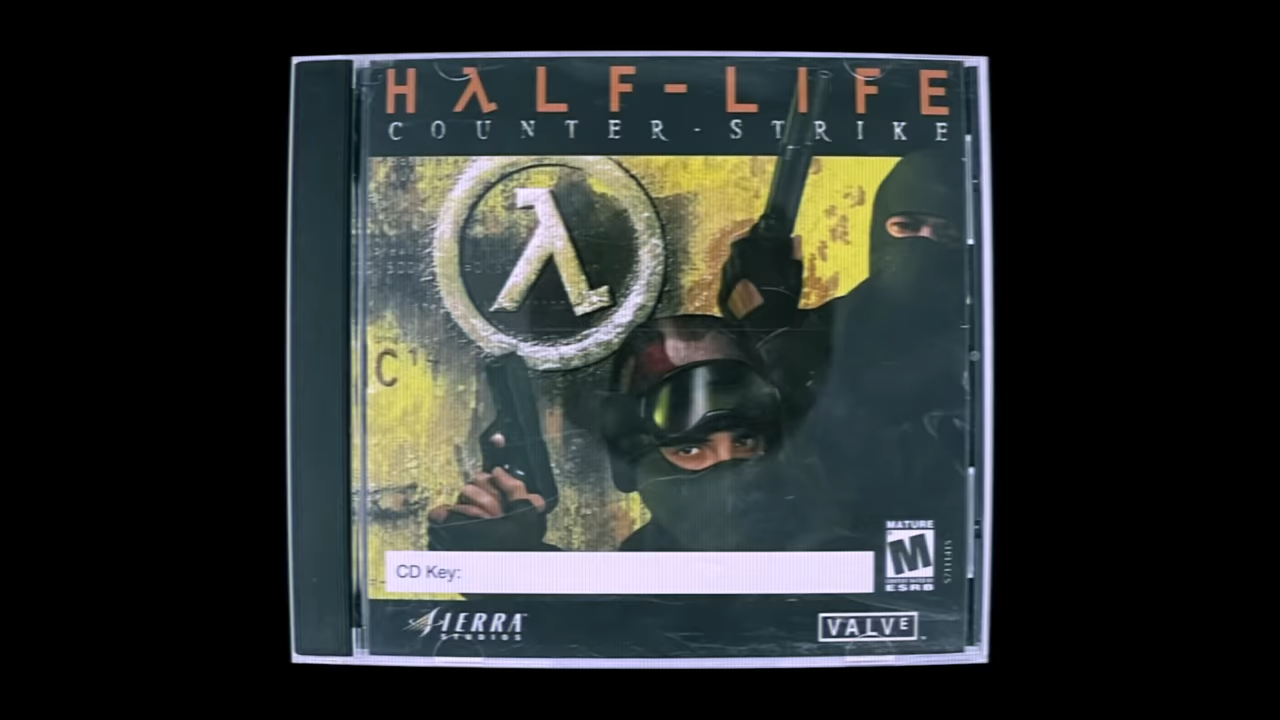 HλLF-LIFE
COUNTER-STRIKE
C
CD Key:
MATURE
M
ESRB
SIERRA
STUDIOS
VALVE